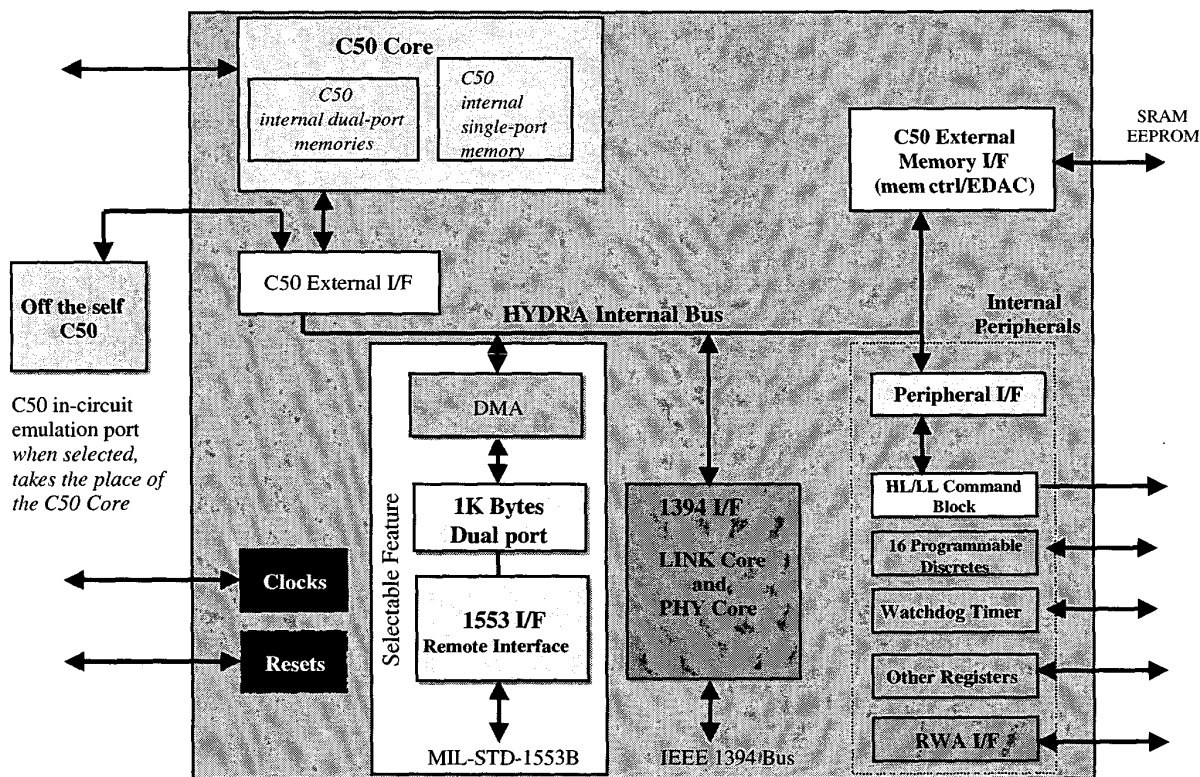 C50 Core
C50
internal dual-port
memories
C50
internal
single-port
memory
C50 External
Memory I/F
(mem ctrl/EDAC)
SRAM
EEPROM
C50 External I/F
Off the self
C50
HYDRA Internal Bus
Internal
Peripherals
C50 in-circuit
emulation port
when selected,
takes the place of
the C50 Core
Selectable Feature
DMA
1K Bytes
Dual port
1553 I/F
Remote Interface
MIL-STD-1553B
1394 I/F
LINK Core
and
PHY Core
IEEE 1394 Bus
Peripheral I/F
HL/LL Command
Block
16 Programmable
Discretes
Watchdog Timer
Other Registers
RWA I/F
Clocks
Resets